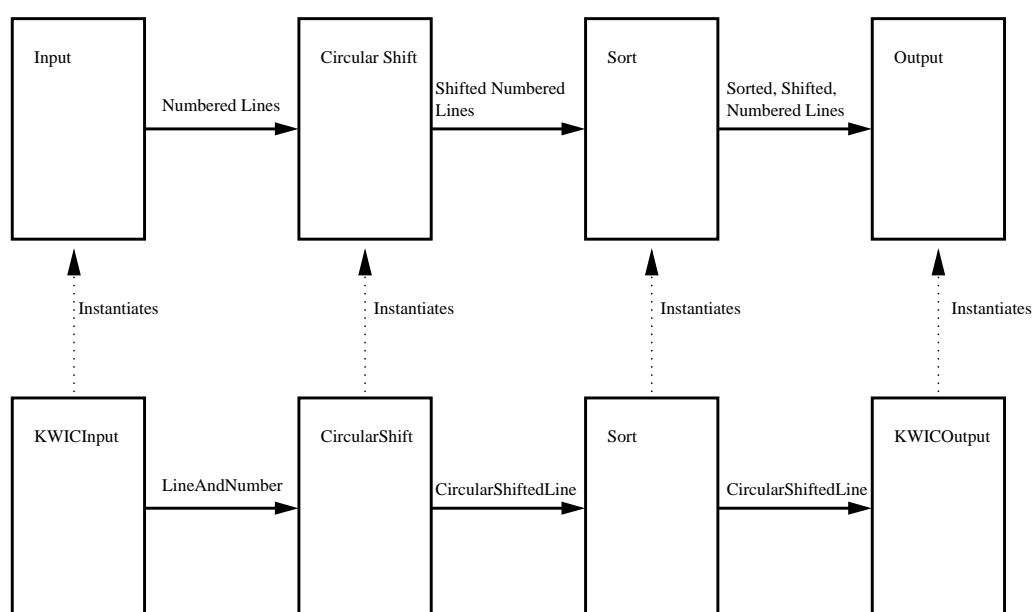 Input
Circular Shift
Sort
Output
Numbered Lines
Shifted Numbered
Lines
Sorted, Shifted,
Numbered Lines
Instantiates
Instantiates
Instantiates
Instantiates
KWICInput
CircularShift
Sort
KWICOutput
LineAndNumber
CircularShiftedLine
CircularShiftedLine